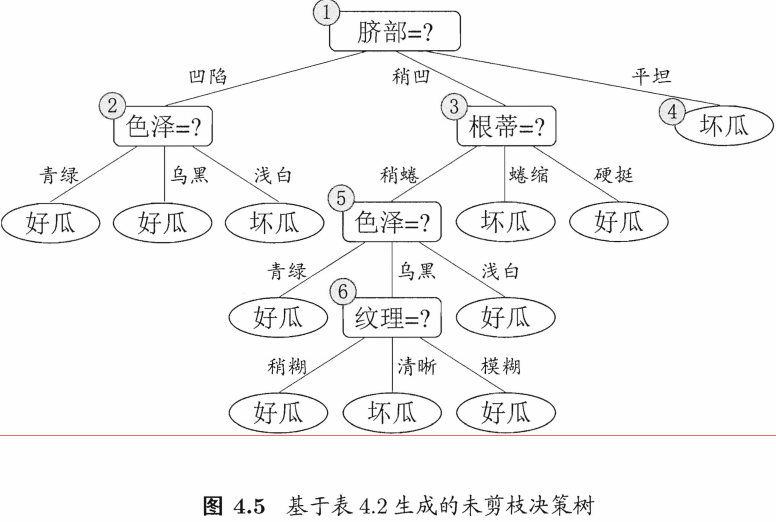 ① 脐部=?
凹陷 稍凹 平坦
② 色泽=? ③ 根蒂=? ④ 坏瓜
青绿 乌黑 浅白 稍蜷 蜷缩 硬挺
好瓜 好瓜 坏瓜 ⑤ 色泽=? 坏瓜 好瓜
青绿 乌黑 浅白
好瓜 ⑥ 纹理=? 好瓜
稍糊 清晰 模糊
好瓜 坏瓜 好瓜
图 4.5 基于表 4.2 生成的未剪枝决策树